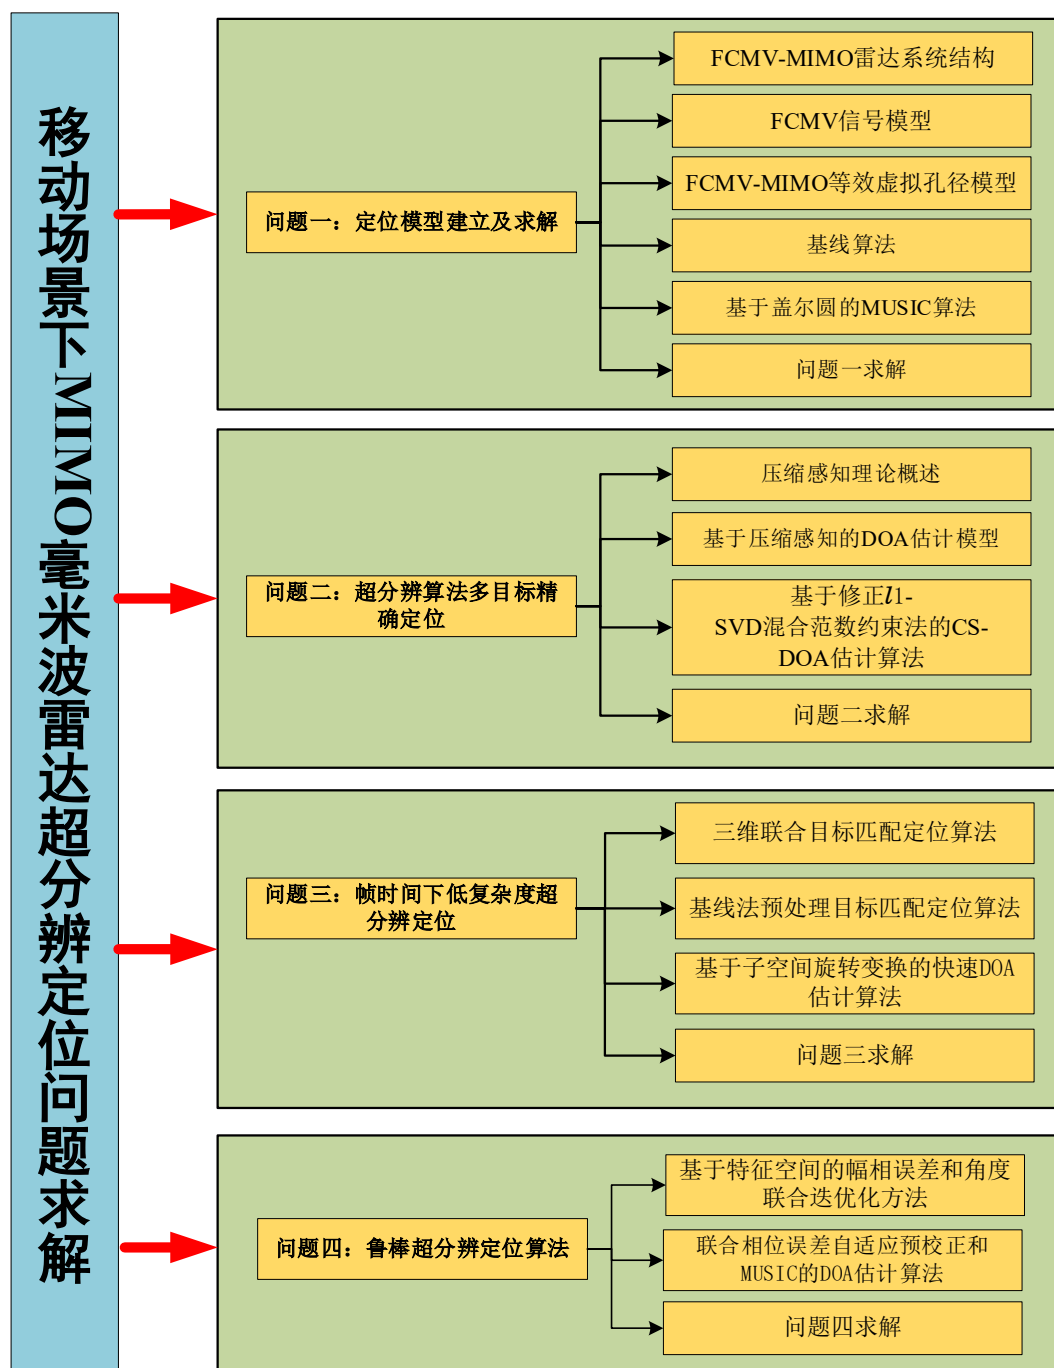 移动场景下MIMO毫米波雷达超分辨定位问题求解
问题一：定位模型建立及求解
FCMV-MIMO雷达系统结构
FCMV信号模型
FCMV-MIMO等效虚拟孔径模型
基线算法
基于盖尔圆的MUSIC算法
问题一求解
问题二：超分辨算法多目标精
确定位
压缩感知理论概述
基于压缩感知的DOA估计模型
基于修正l1-
SVD混合范数约束法的CS-
DOA估计算法
问题二求解
问题三：帧时间下低复杂度超
分辨定位
三维联合目标匹配定位算法
基线法预处理目标匹配定位算法
基于子空间旋转变换的快速DOA
估计算法
问题三求解
问题四：鲁棒超分辨定位算法
基于特征空间的幅相误差和角度
联合迭优化方法
联合相位误差自适应预校正和
MUSIC的DOA估计算法
问题四求解